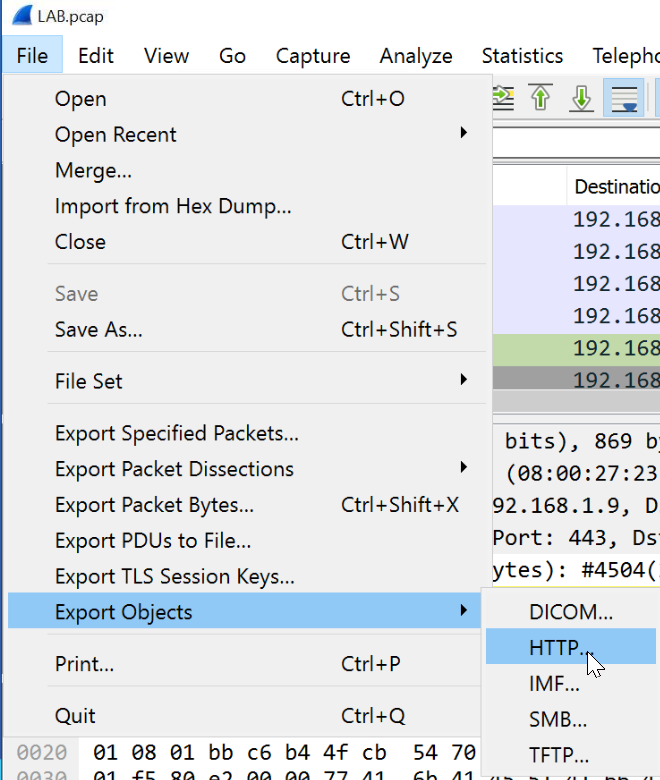 LAB.pcap
File Edit View Go Capture Analyze Statistics Telepho
Open Ctrl+O
Open Recent
Merge...
Import from Hex Dump...
Close Ctrl+W
Save Ctrl+S
Save As... Ctrl+Shift+S
File Set
Export Specified Packets...
Export Packet Dissections
Export Packet Bytes... Ctrl+Shift+X
Export PDUs to File...
Export TLS Session Keys...
Export Objects
Print... Ctrl+P
Quit Ctrl+Q
Destinatio
192.168
192.168
192.168
192.168
192.168
192.168
bits), 869 by
(08:00:27:23
92.168.1.9, D
Port: 443, Ds
ytes): #4504(
DICOM...
HTTP...
IMF...
SMB...
TFTP...
0020 01 08 01 bb c6 b4 4f cb 54 70
0030 01 f5 80 e2 00 00 77 41 6b 41